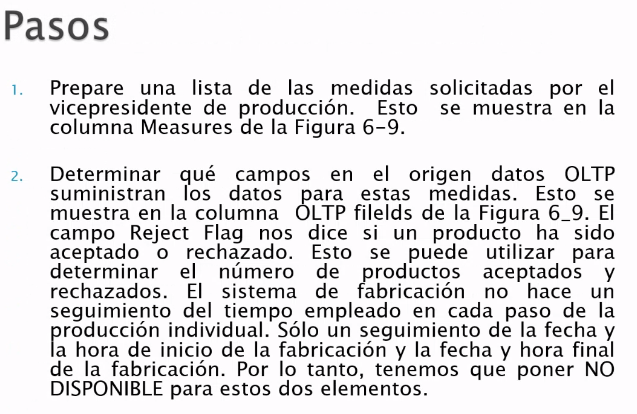 Pasos
1. Prepare una lista de las medidas solicitadas por el
vicepresidente de producción. Esto se muestra en la
columna Measures de la Figura 6-9.
2. Determinar qué campos en el origen datos OLTP
suministran los datos para estas medidas. Esto se
muestra en la columna OLTP filelds de la Figura 6_9. El
campo Reject Flag nos dice si un producto ha sido
aceptado o rechazado. Esto se puede utilizar para
determinar el número de productos aceptados y
rechazados. El sistema de fabricación no hace un
seguimiento del tiempo empleado en cada paso de la
producción individual. Sólo un seguimiento de la fecha y
la hora de inicio de la fabricación y la fecha y hora final
de la fabricación. Por lo tanto, tenemos que poner NO
DISPONIBLE para estos dos elementos.